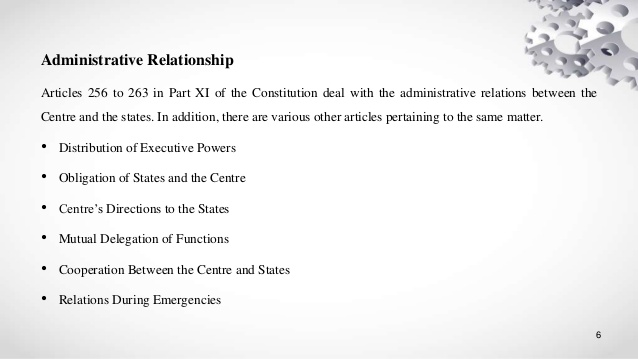 Administrative Relationship
Articles 256 to 263 in Part XI of the Constitution deal with the administrative relations between the
Centre and the states. In addition, there are various other articles pertaining to the same matter.
• Distribution of Executive Powers
• Obligation of States and the Centre
• Centre’s Directions to the States
• Mutual Delegation of Functions
• Cooperation Between the Centre and States
• Relations During Emergencies
6